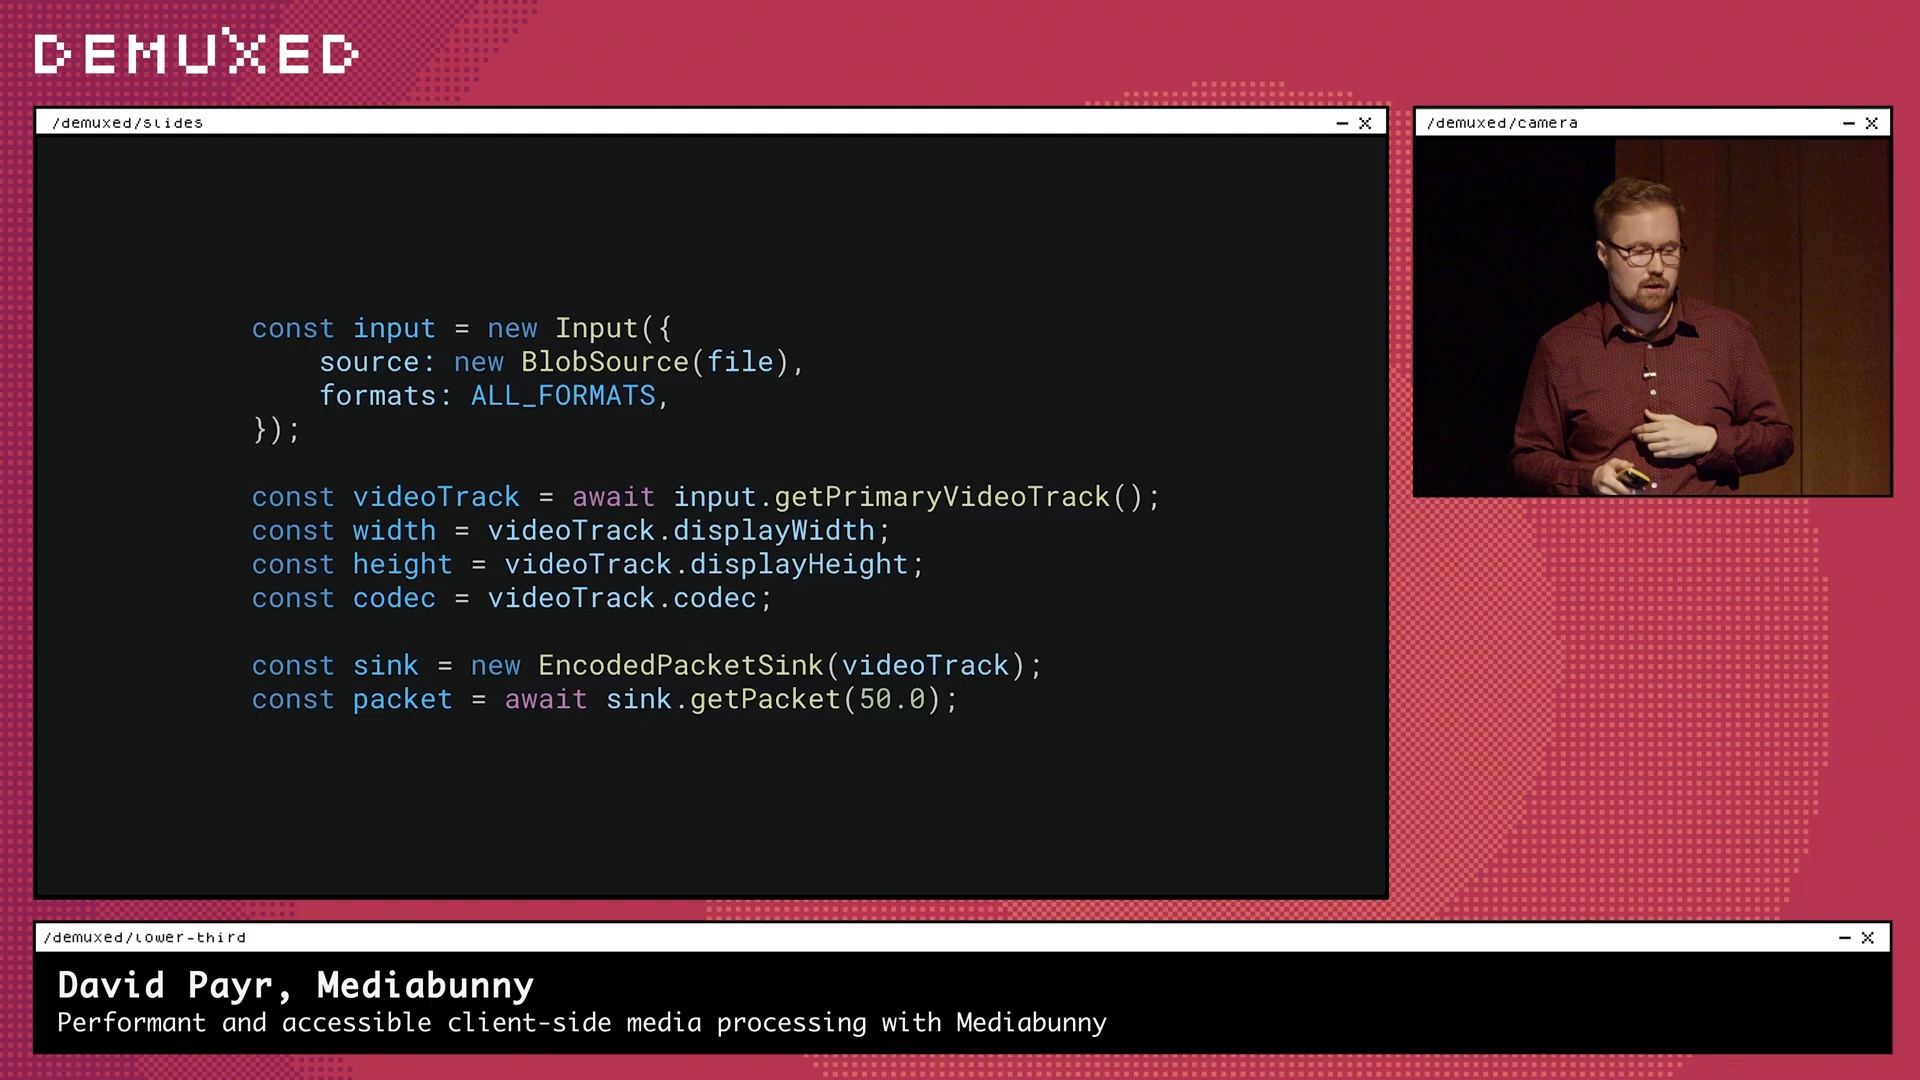 DEMUXED
/demuxed/slides
/demuxed/camera
const input = new Input({
    source: new BlobSource(file),
    formats: ALL_FORMATS,
});
const videoTrack = await input.getPrimaryVideoTrack();
const width = videoTrack.displayWidth;
const height = videoTrack.displayHeight;
const codec = videoTrack.codec;
const sink = new EncodedPacketSink(videoTrack);
const packet = await sink.getPacket(50.0);
/demuxed/lower-third
David Payr, Mediabunny
Performant and accessible client-side media processing with Mediabunny